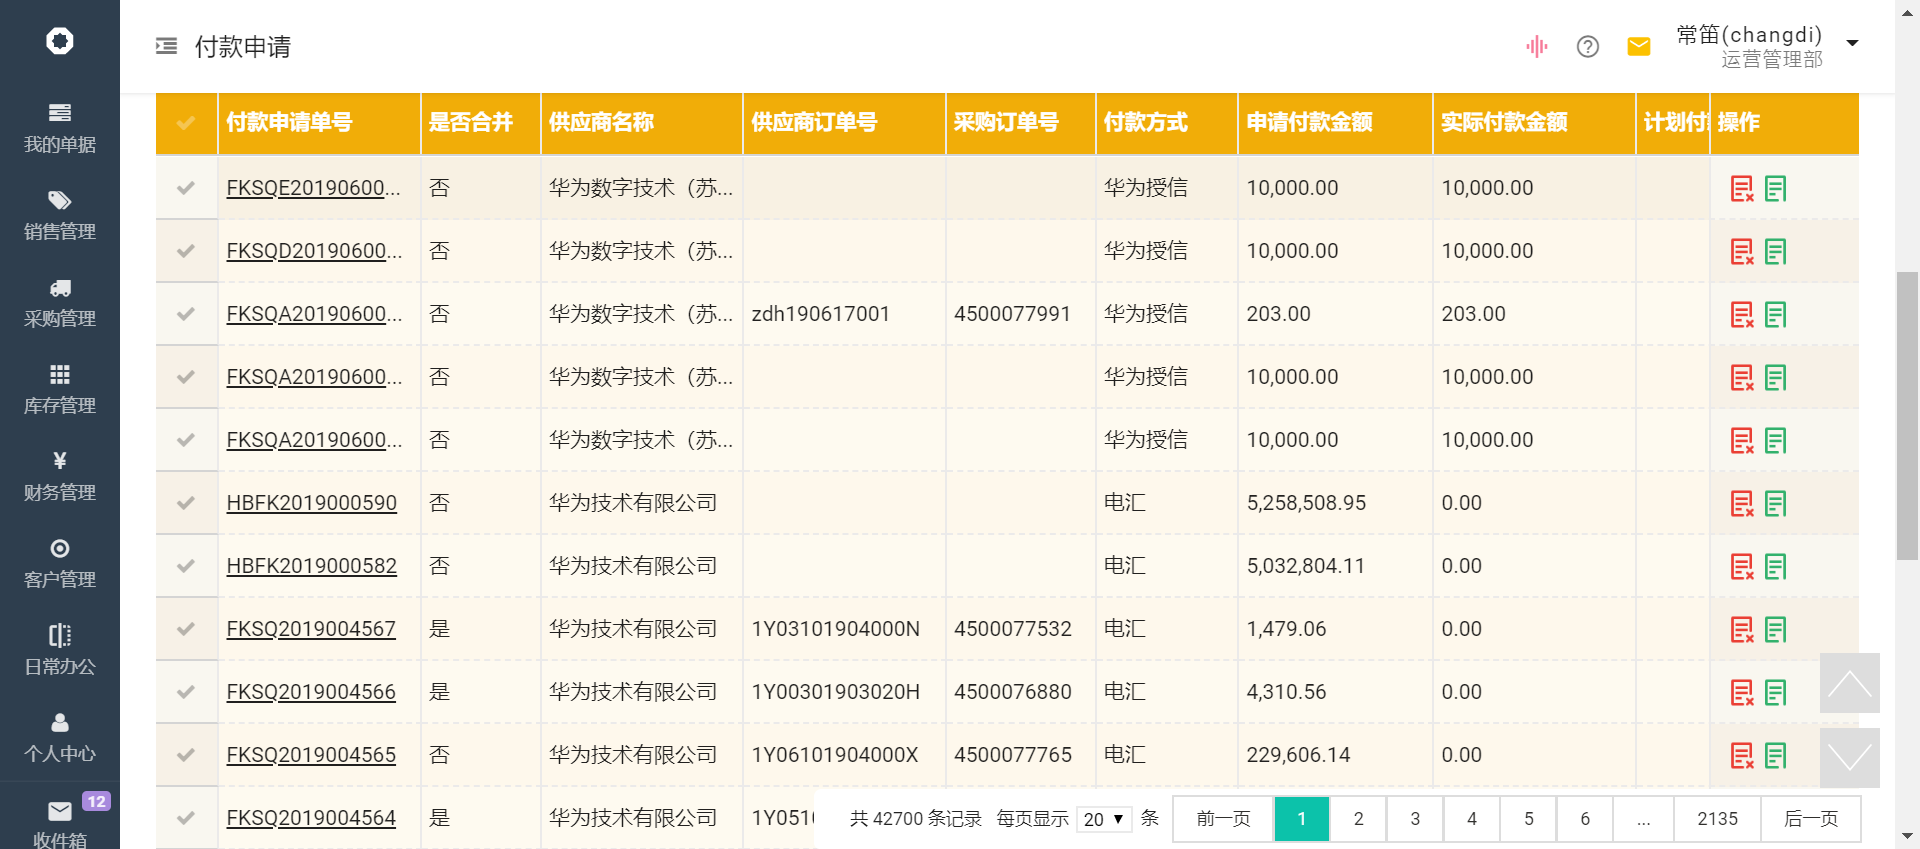 付款申请
常笛(changdi)
运营管理部
我的单据
销售管理
采购管理
库存管理
¥
财务管理
客户管理
日常办公
个人中心
12
收件箱
付款申请单号 是否合并 供应商名称 供应商订单号 采购订单号 付款方式 申请付款金额 实际付款金额 计划付 操作
FKSQE20190600... 否 华为数字技术（苏... 华为授信 10,000.00 10,000.00
FKSQD20190600... 否 华为数字技术（苏... 华为授信 10,000.00 10,000.00
FKSQA20190600... 否 华为数字技术（苏... zdh190617001 4500077991 华为授信 203.00 203.00
FKSQA20190600... 否 华为数字技术（苏... 华为授信 10,000.00 10,000.00
FKSQA20190600... 否 华为数字技术（苏... 华为授信 10,000.00 10,000.00
HBFK2019000590 否 华为技术有限公司 电汇 5,258,508.95 0.00
HBFK2019000582 否 华为技术有限公司 电汇 5,032,804.11 0.00
FKSQ2019004567 是 华为技术有限公司 1Y03101904000N 4500077532 电汇 1,479.06 0.00
FKSQ2019004566 是 华为技术有限公司 1Y00301903020H 4500076880 电汇 4,310.56 0.00
FKSQ2019004565 否 华为技术有限公司 1Y06101904000X 4500077765 电汇 229,606.14 0.00
FKSQ2019004564 是 华为技术有限公司 1Y051
共 42700 条记录 每页显示 20 条 前一页 1 2 3 4 5 6 ... 2135 后一页